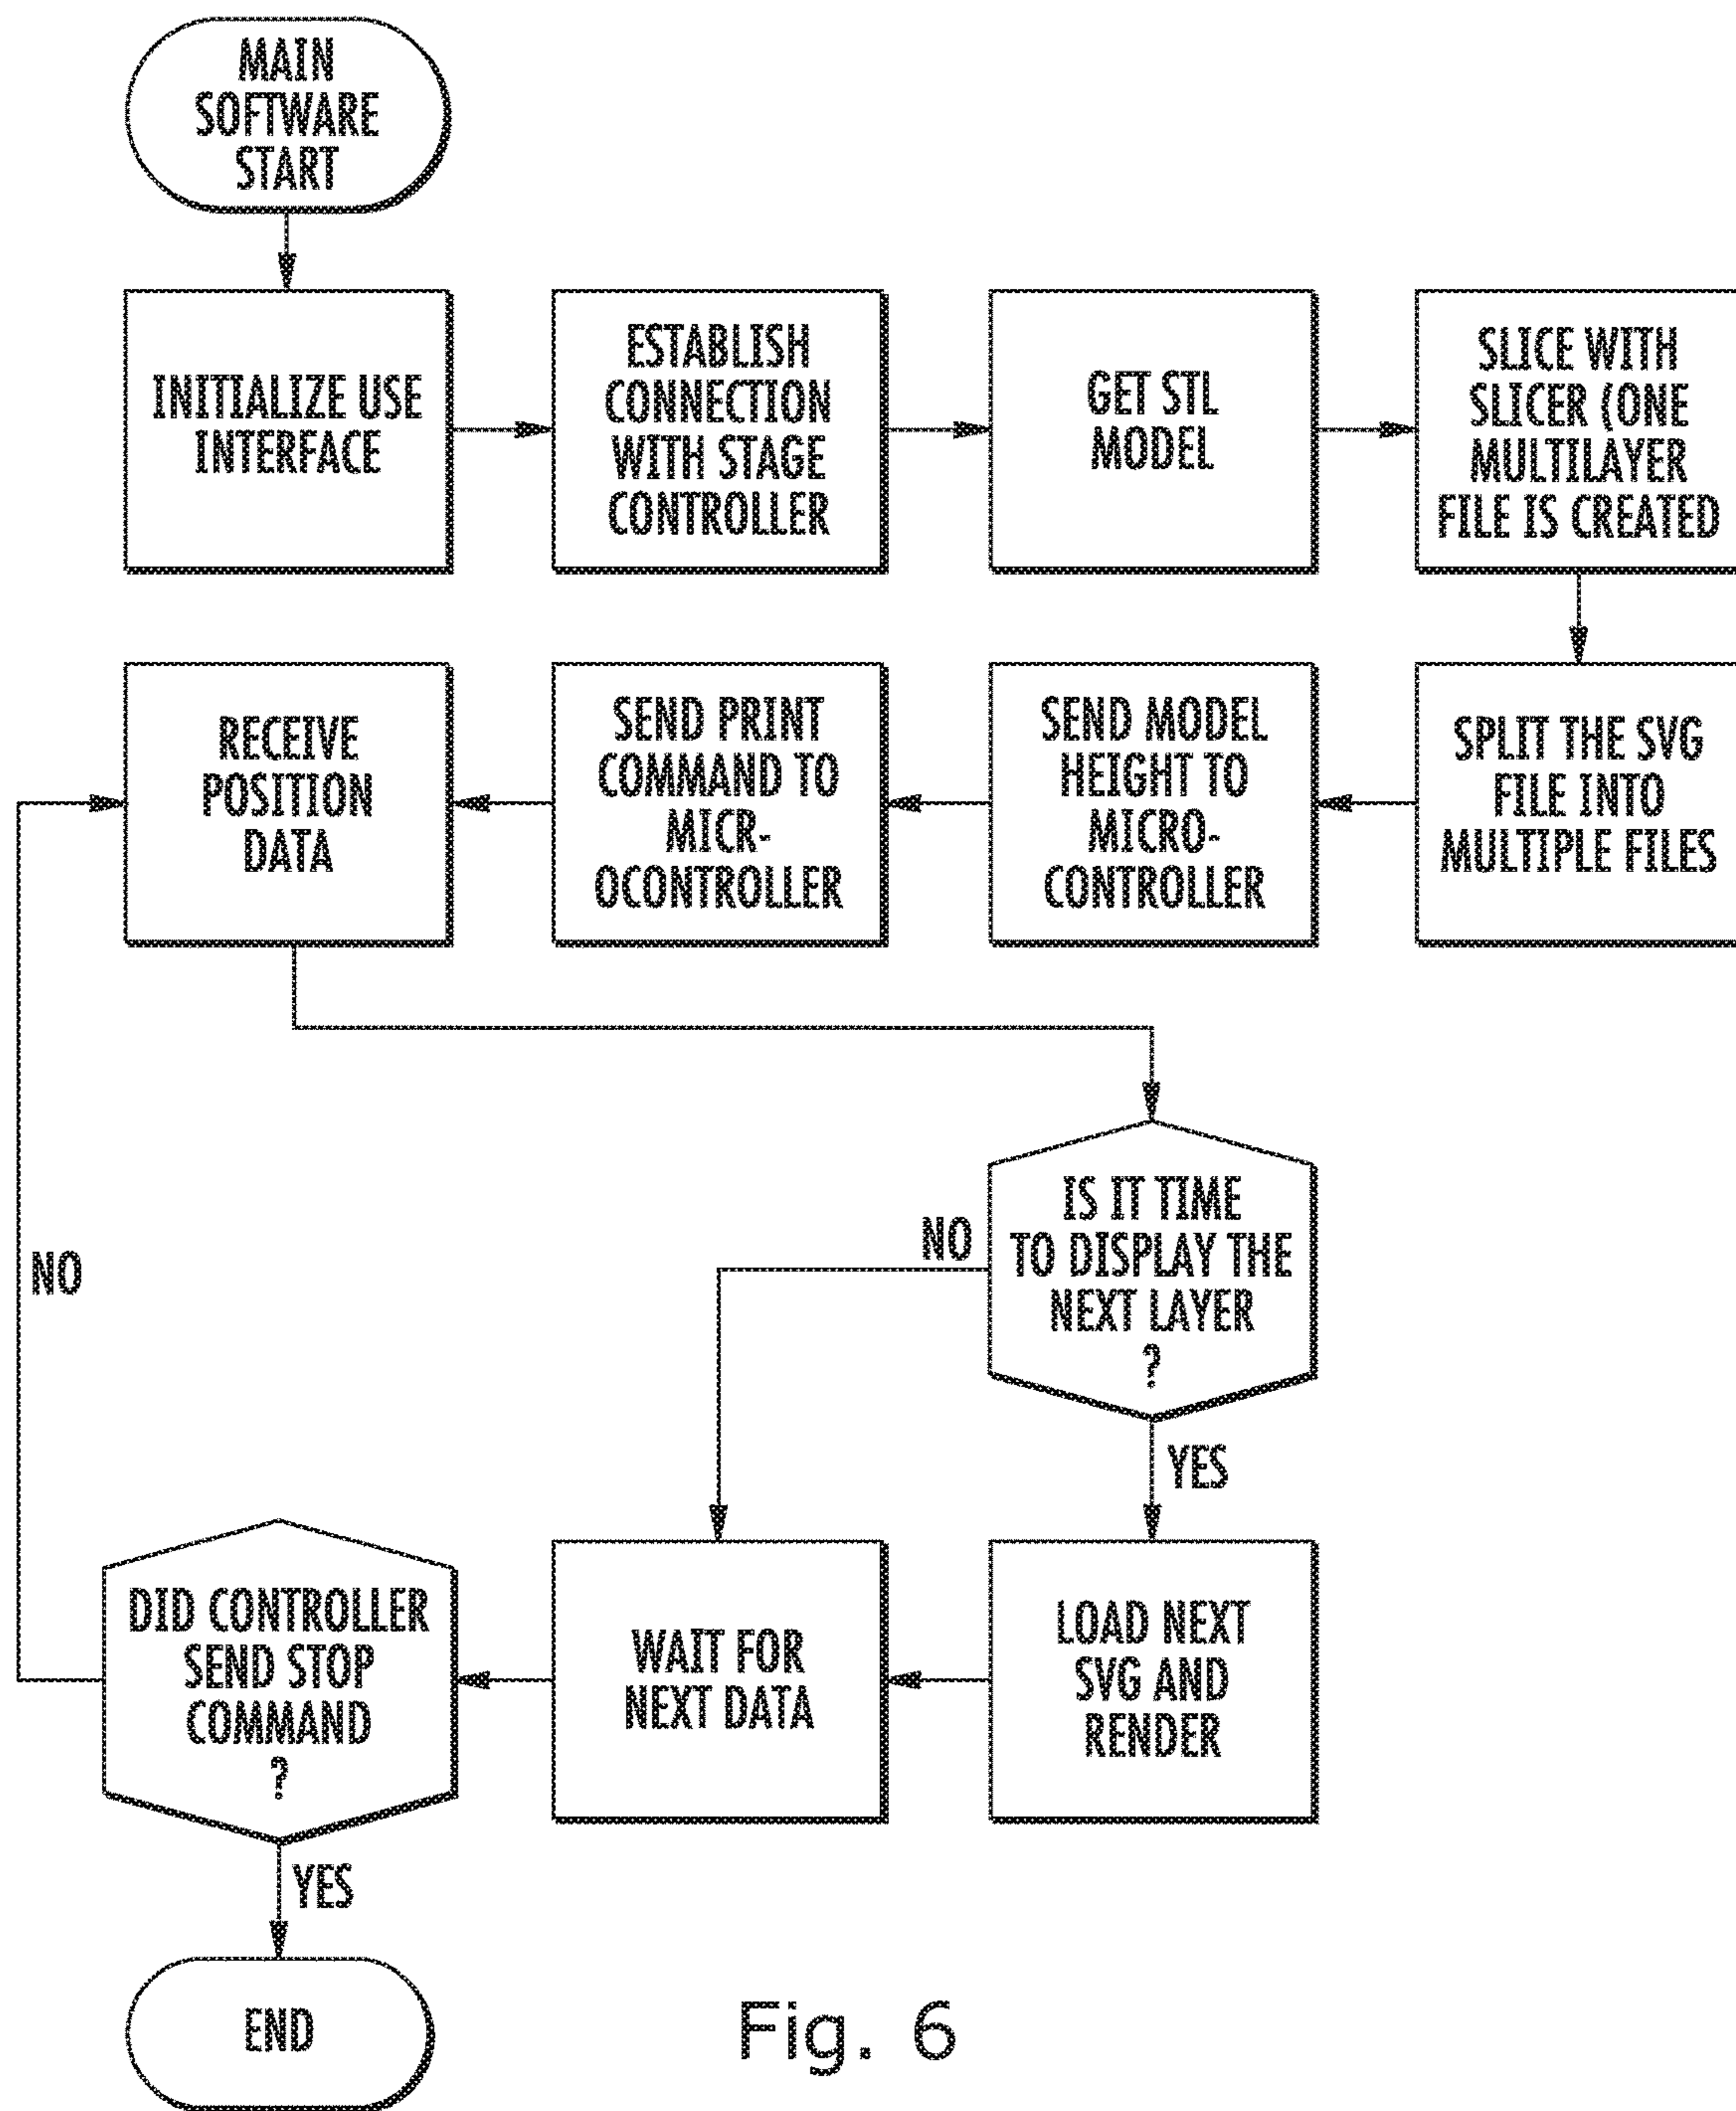 MAIN
SOFTWARE
START
INITIALIZE USE
INTERFACE
ESTABLISH
CONNECTION
WITH STAGE
CONTROLLER
GET STL
MODEL
SLICE WITH
SLICER (ONE
MULTILAYER
FILE IS CREATED
SPLIT THE SVG
FILE INTO
MULTIPLE FILES
SEND MODEL
HEIGHT TO
MICRO-
CONTROLLER
SEND PRINT
COMMAND TO
MICR-
OCONTROLLER
RECEIVE
POSITION
DATA
IS IT TIME
TO DISPLAY THE
NEXT LAYER
?
NO
YES
LOAD NEXT
SVG AND
RENDER
WAIT FOR
NEXT DATA
DID CONTROLLER
SEND STOP
COMMAND
?
NO
YES
END
Fig. 6